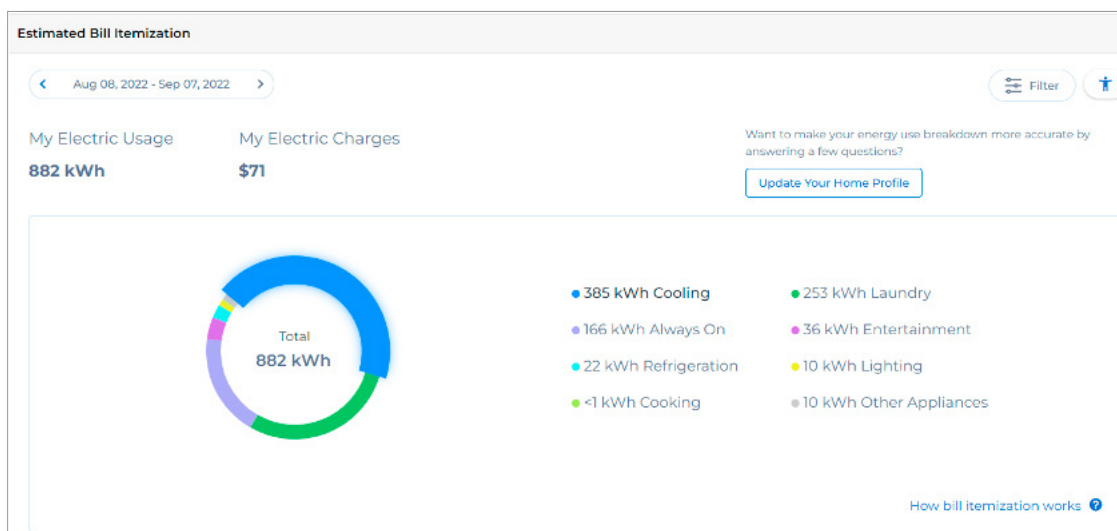 Estimated Bill Itemization
Aug 08, 2022 - Sep 07, 2022
Filter
My Electric Usage
My Electric Charges
882 kWh
$71
Want to make your energy use breakdown more accurate by
answering a few questions?
Update Your Home Profile
Total
882 kWh
385 kWh Cooling
253 kWh Laundry
166 kWh Always On
36 kWh Entertainment
22 kWh Refrigeration
10 kWh Lighting
<1 kWh Cooking
10 kWh Other Appliances
How bill itemization works